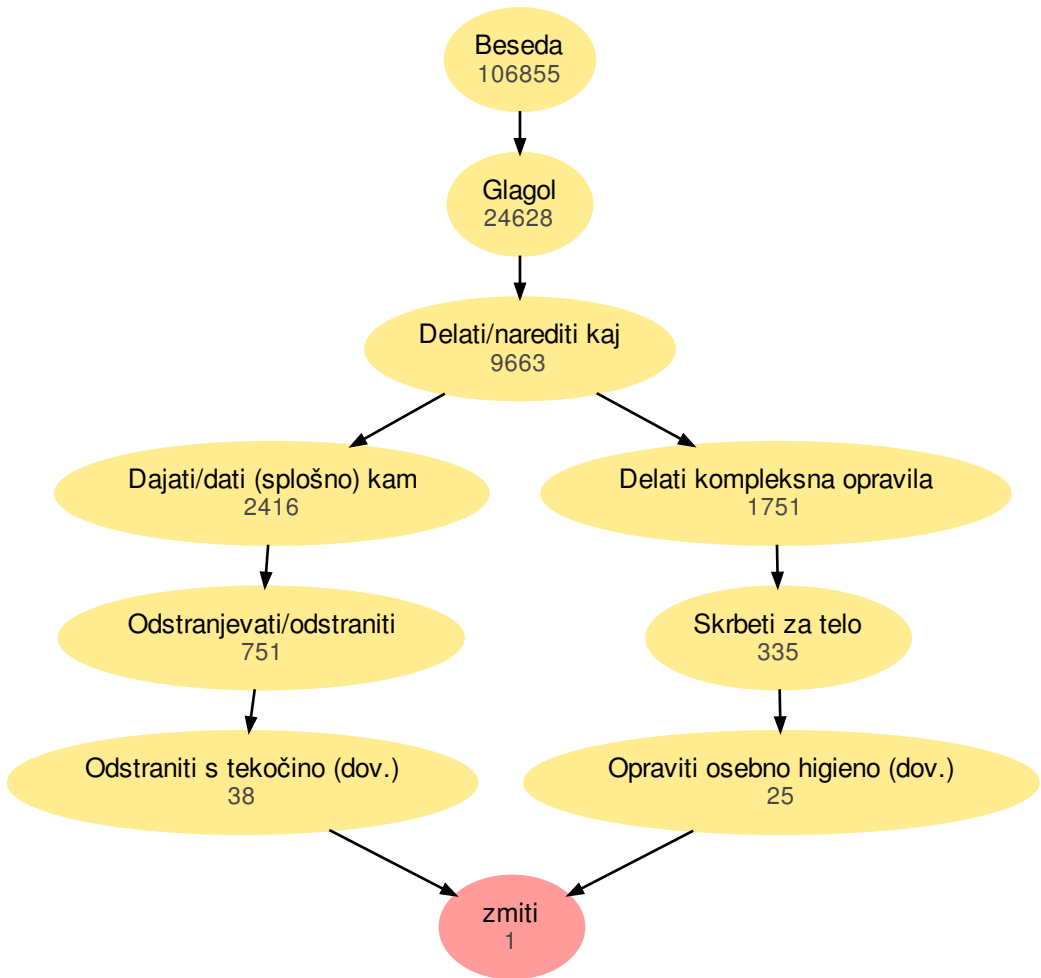 Beseda
106855
Glagol
24628
Delati/narediti kaj
9663
Dajati/dati (splošno) kam
2416
Delati kompleksna opravila
1751
Odstranjevati/odstraniti
751
Skrbeti za telo
335
Odstraniti s tekočino (dov.)
38
Opraviti osebno higieno (dov.)
25
zmiti
1